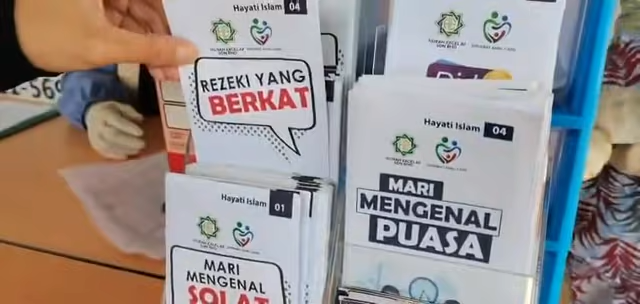 Hayati Islam 04
REZEKI YANG
BERKAT
Hayati Islam 01
MARI
MENGENAL
SOLAT
Hayati Islam 04
MARI
MENGENAL
PUASA